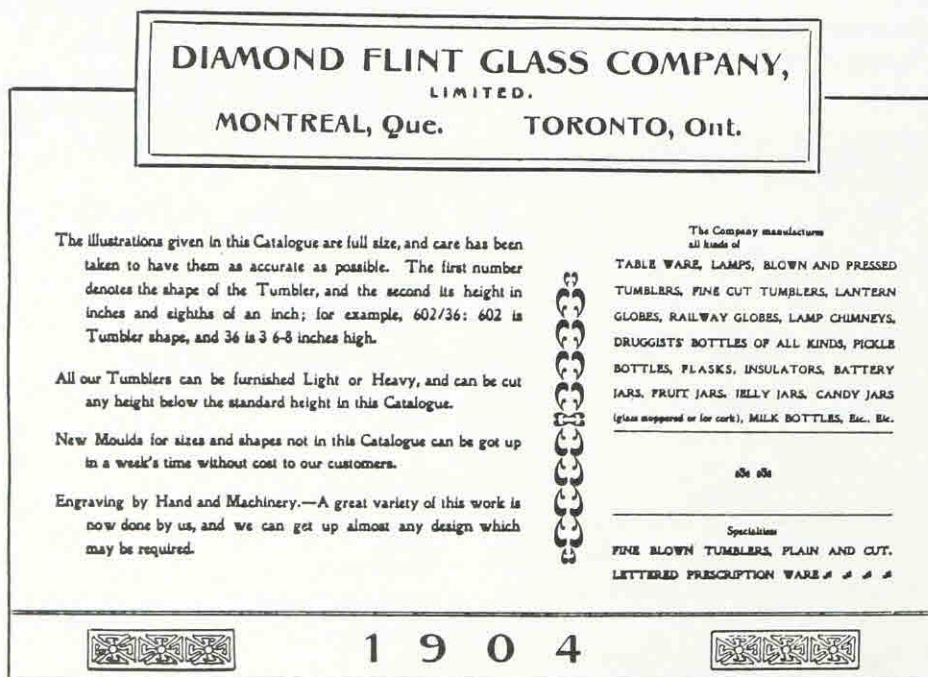 DIAMOND FLINT GLASS COMPANY,
LIMITED.
MONTREAL, Que. TORONTO, Ont.
The illustrations given in this Catalogue are full size, and care has been
taken to have them as accurate as possible. The first number
denotes the shape of the Tumbler, and the second its height in
inches and eighths of an inch; for example, 602/36: 602 is
Tumbler shape, and 36 is 3 6-8 inches high.
All our Tumblers can be furnished Light or Heavy, and can be cut
any height below the standard height in this Catalogue.
New Moulds for sizes and shapes not in this Catalogue can be got up
in a week's time without cost to our customers.
Engraving by Hand and Machinery.—A great variety of this work is
now done by us, and we can get up almost any design which
may be required.
The Company manufactures
all kinds of
TABLE WARE, LAMPS, BLOWN AND PRESSED
TUMBLERS, FINE CUT TUMBLERS, LANTERN
GLOBES, RAILWAY GLOBES, LAMP CHIMNEYS,
DRUGGISTS' BOTTLES OF ALL KINDS, PICKLE
BOTTLES, FLASKS, INSULATORS, BATTERY
JARS, FRUIT JARS, JELLY JARS, CANDY JARS
(glass stoppered or for cork), MILK BOTTLES, Etc., Etc.
Specialties
FINE BLOWN TUMBLERS, PLAIN AND CUT.
LETTERED PRESCRIPTION WARE
1904